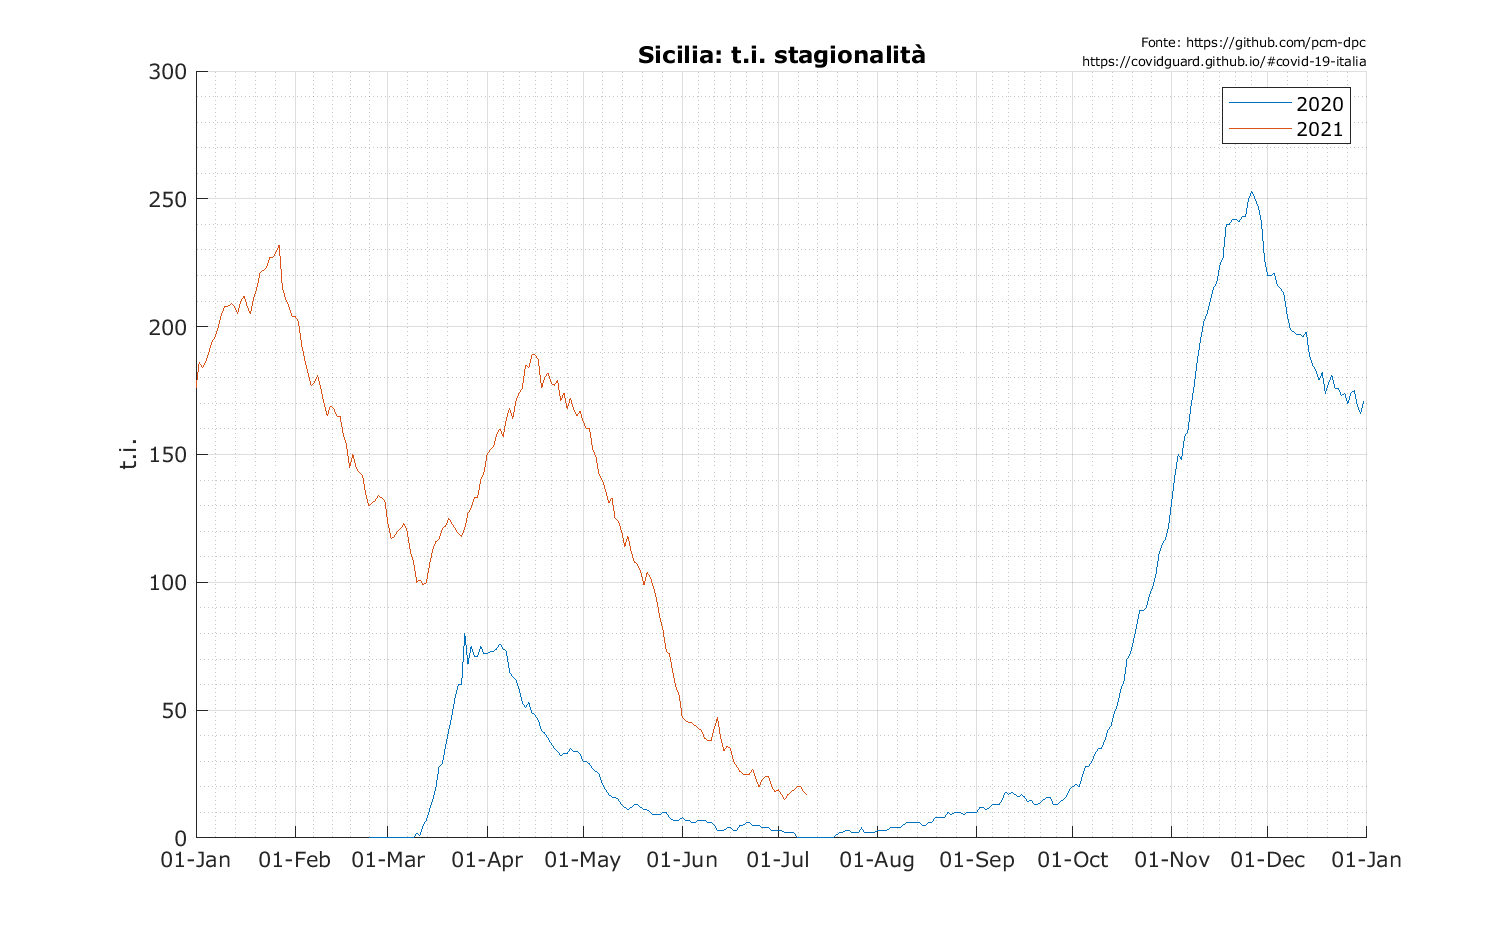 Fonte: https://github.com/pcm-dpc
Sicilia: t.i. stagionalità
https://covidguard.github.io/#covid-19-italia
2020
2021
300
250
200
150
100
50
0
t.i.
01-Jan 01-Feb 01-Mar 01-Apr 01-May 01-Jun 01-Jul 01-Aug 01-Sep 01-Oct 01-Nov 01-Dec 01-Jan